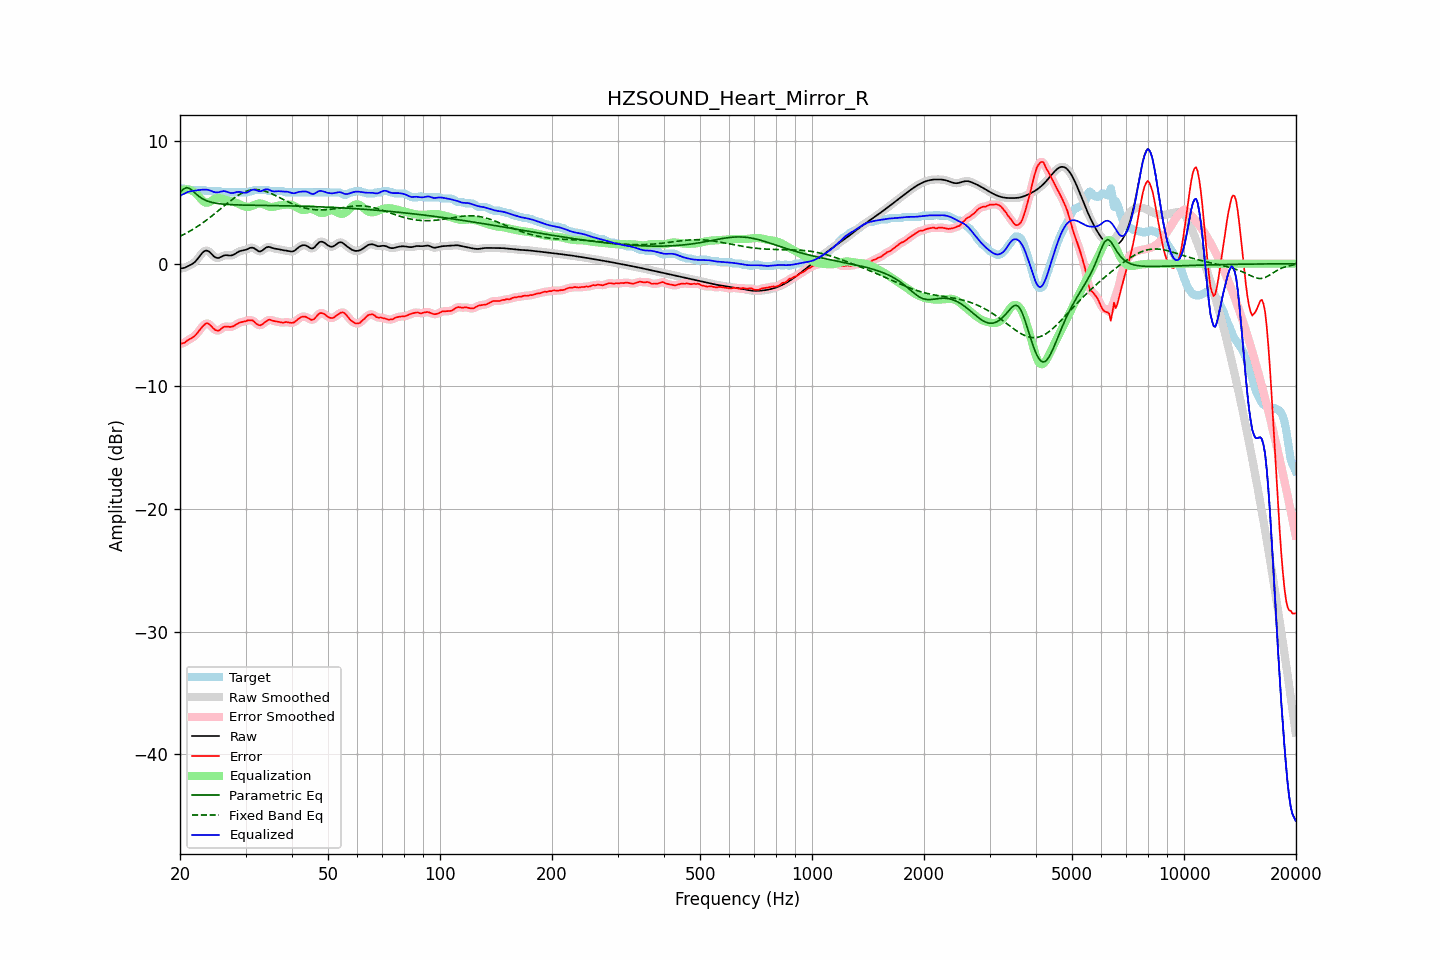 HZSOUND_Heart_Mirror_R
Amplitude (dBr)
10
0
−10
−20
−30
−40
Target
Raw Smoothed
Error Smoothed
Raw
Error
Equalization
Parametric Eq
Fixed Band Eq
Equalized
20 50 100 200 500 1000 2000 5000 10000 20000
Frequency (Hz)